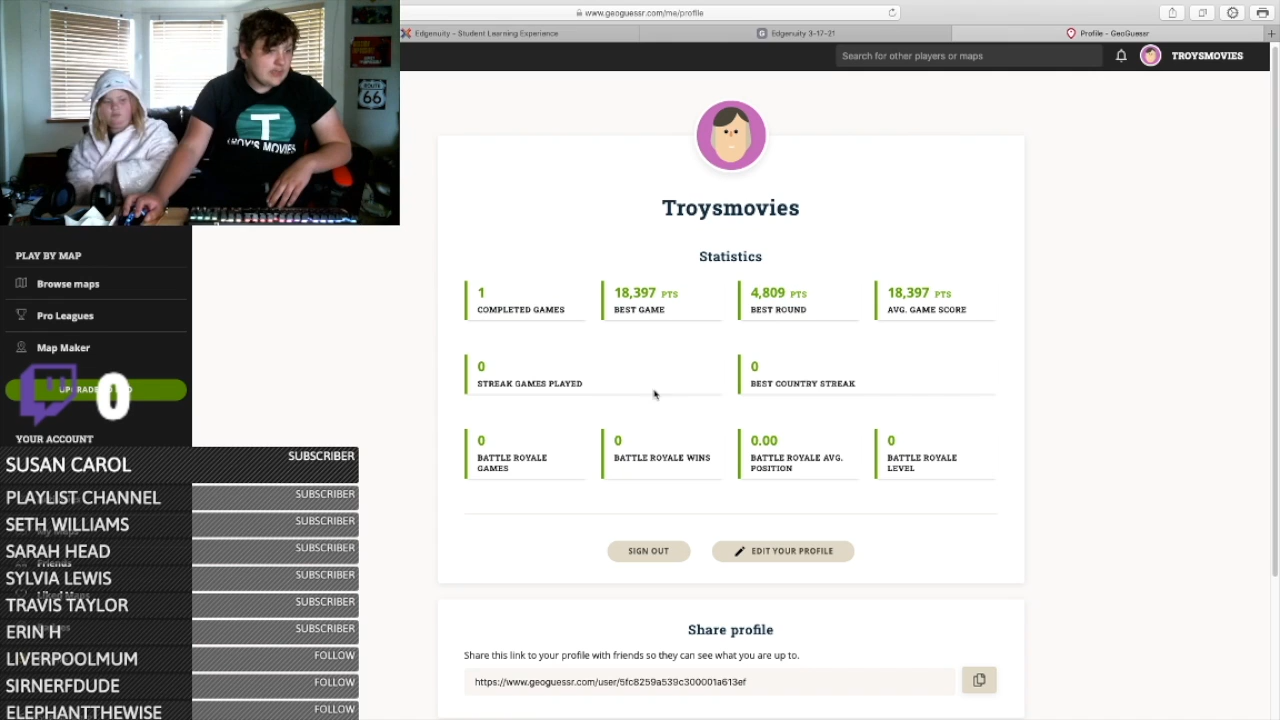 www.geoguessr.com/me/profile
Edgenuity – Student Learning Experience
Edgenuity 3-17-21
Profile - GeoGuessr
Search for other players or maps
TROYSMOVIES
ROUTE
66
T
Troysmovies
Statistics
1
COMPLETED GAMES
18,397 PTS
BEST GAME
4,809 PTS
BEST ROUND
18,397 PTS
AVG. GAME SCORE
0
STREAK GAMES PLAYED
0
BEST COUNTRY STREAK
0
BATTLE ROYALE
GAMES
0
BATTLE ROYALE WINS
0.00
BATTLE ROYALE AVG.
POSITION
0
BATTLE ROYALE
LEVEL
SIGN OUT
EDIT YOUR PROFILE
Share profile
Share this link to your profile with friends so they can see what you are up to.
https://www.geoguessr.com/user/5fc8259a539c300001a613ef
PLAY BY MAP
Browse maps
Pro Leagues
Map Maker
0
YOUR ACCOUNT
SUSAN CAROL SUBSCRIBER
PLAYLIST CHANNEL SUBSCRIBER
SETH WILLIAMS SUBSCRIBER
SARAH HEAD SUBSCRIBER
Friends
SYLVIA LEWIS SUBSCRIBER
Liked Maps
TRAVIS TAYLOR SUBSCRIBER
ERIN H SUBSCRIBER
LIVERPOOLMUM FOLLOW
SIRNERFDUDE FOLLOW
ELEPHANTTHEWISE FOLLOW